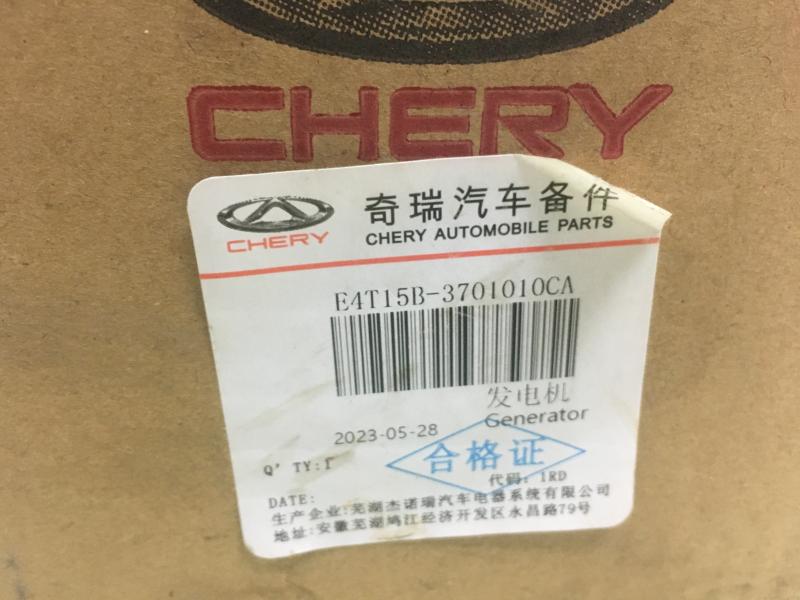 CHERY
CHERY
奇瑞汽车备件
CHERY AUTOMOBILE PARTS
E4T15B-3701010CA
发电机
Generator
2023-05-28
合格证
Q' TY:1
代码: 1RD
DATE:
生产企业:芜湖杰诺瑞汽车电器系统有限公司
地址:安徽芜湖鸠江经济开发区永昌路79号